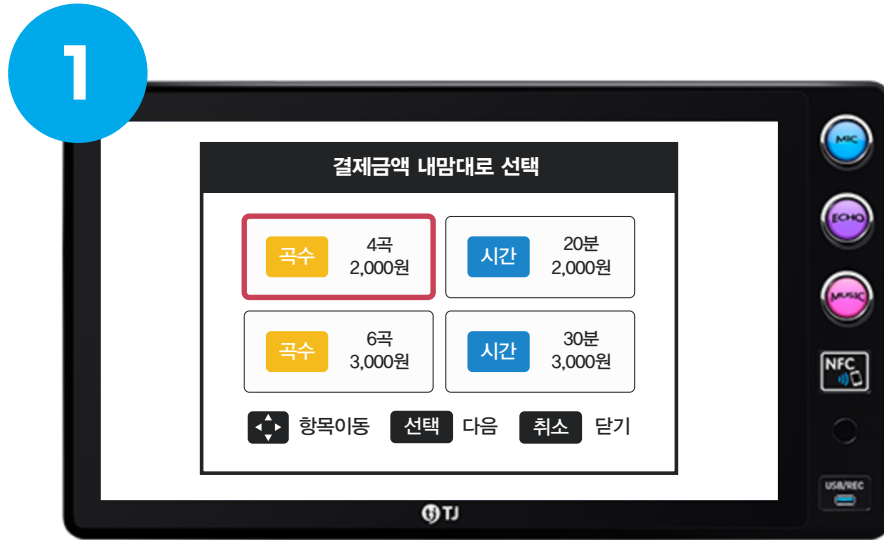 1
결제금액 내맘대로 선택
곡수
4곡
2,000원
시간
20분
2,000원
곡수
6곡
3,000원
시간
30분
3,000원
항목이동 선택 다음 취소 닫기
MIC
ECHO
MUSIC
NFC
USB/REC
TJ